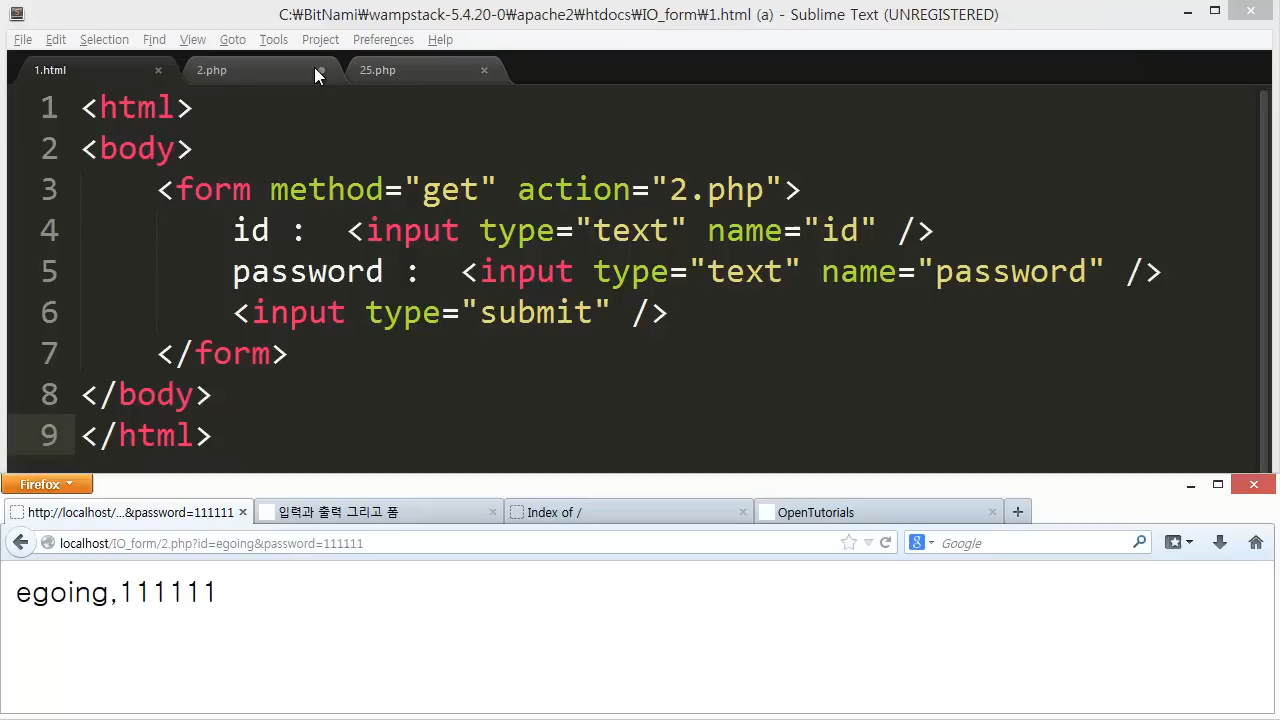 C:₩BitNami₩wampstack-5.4.20-0₩apache2₩htdocs₩IO_form₩1.html (a) - Sublime Text (UNREGISTERED)
File Edit Selection Find View Goto Tools Project Preferences Help
1.html 2.php 25.php
1 <html>
2 <body>
3 <form method="get" action="2.php">
4 id : <input type="text" name="id" />
5 password : <input type="text" name="password" />
6 <input type="submit" />
7 </form>
8 </body>
9 </html>
Firefox
http://localhost/...&password=111111 입력과 출력 그리고 폼 Index of / OpenTutorials
localhost/IO_form/2.php?id=egoing&password=111111 Google
egoing,111111